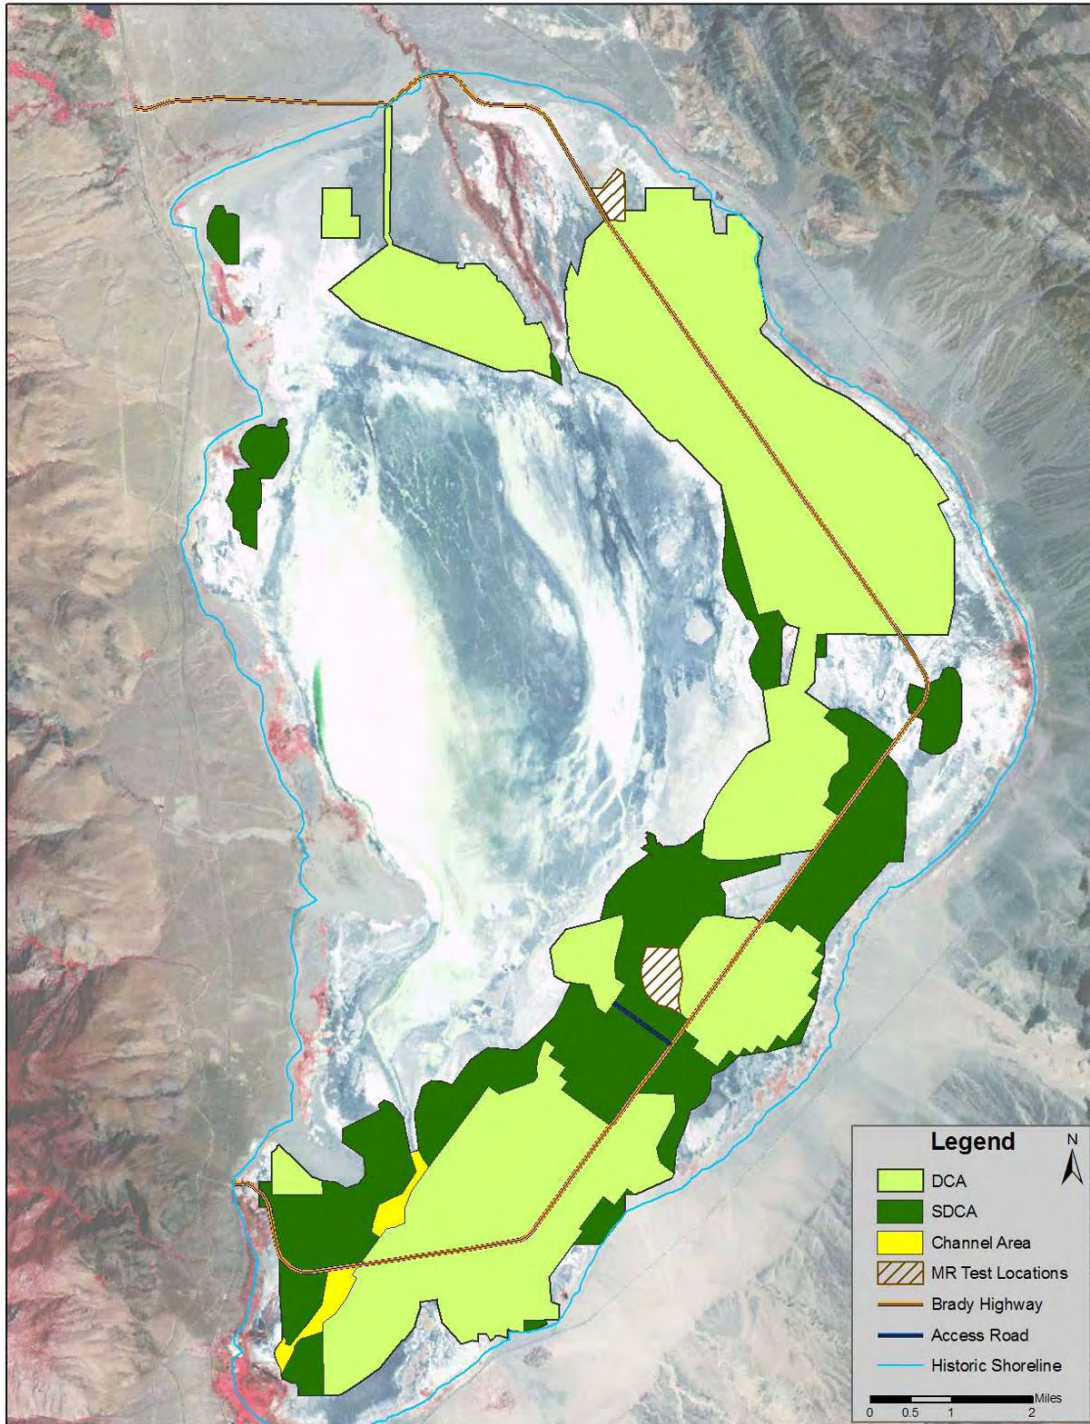 Legend
N
DCA
SDCA
Channel Area
MR Test Locations
Brady Highway
Access Road
Historic Shoreline
Miles
0 0.5 1 2